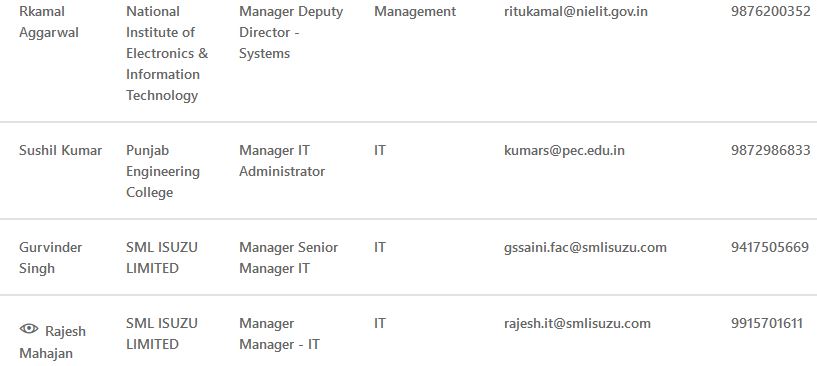 Rkamal National Manager Deputy Management ritukamal@nielit.gov.in 9876200352
Aggarwal Institute of Director -
Electronics & Systems
Information
Technology
Sushil Kumar Punjab Manager IT IT kumars@pec.edu.in 9872986833
Engineering Administrator
College
Gurvinder SML ISUZU Manager Senior IT gssaini.fac@smlisuzu.com 9417505669
Singh LIMITED Manager IT
Rajesh SML ISUZU Manager IT rajesh.it@smlisuzu.com 9915701611
Mahajan LIMITED Manager - IT